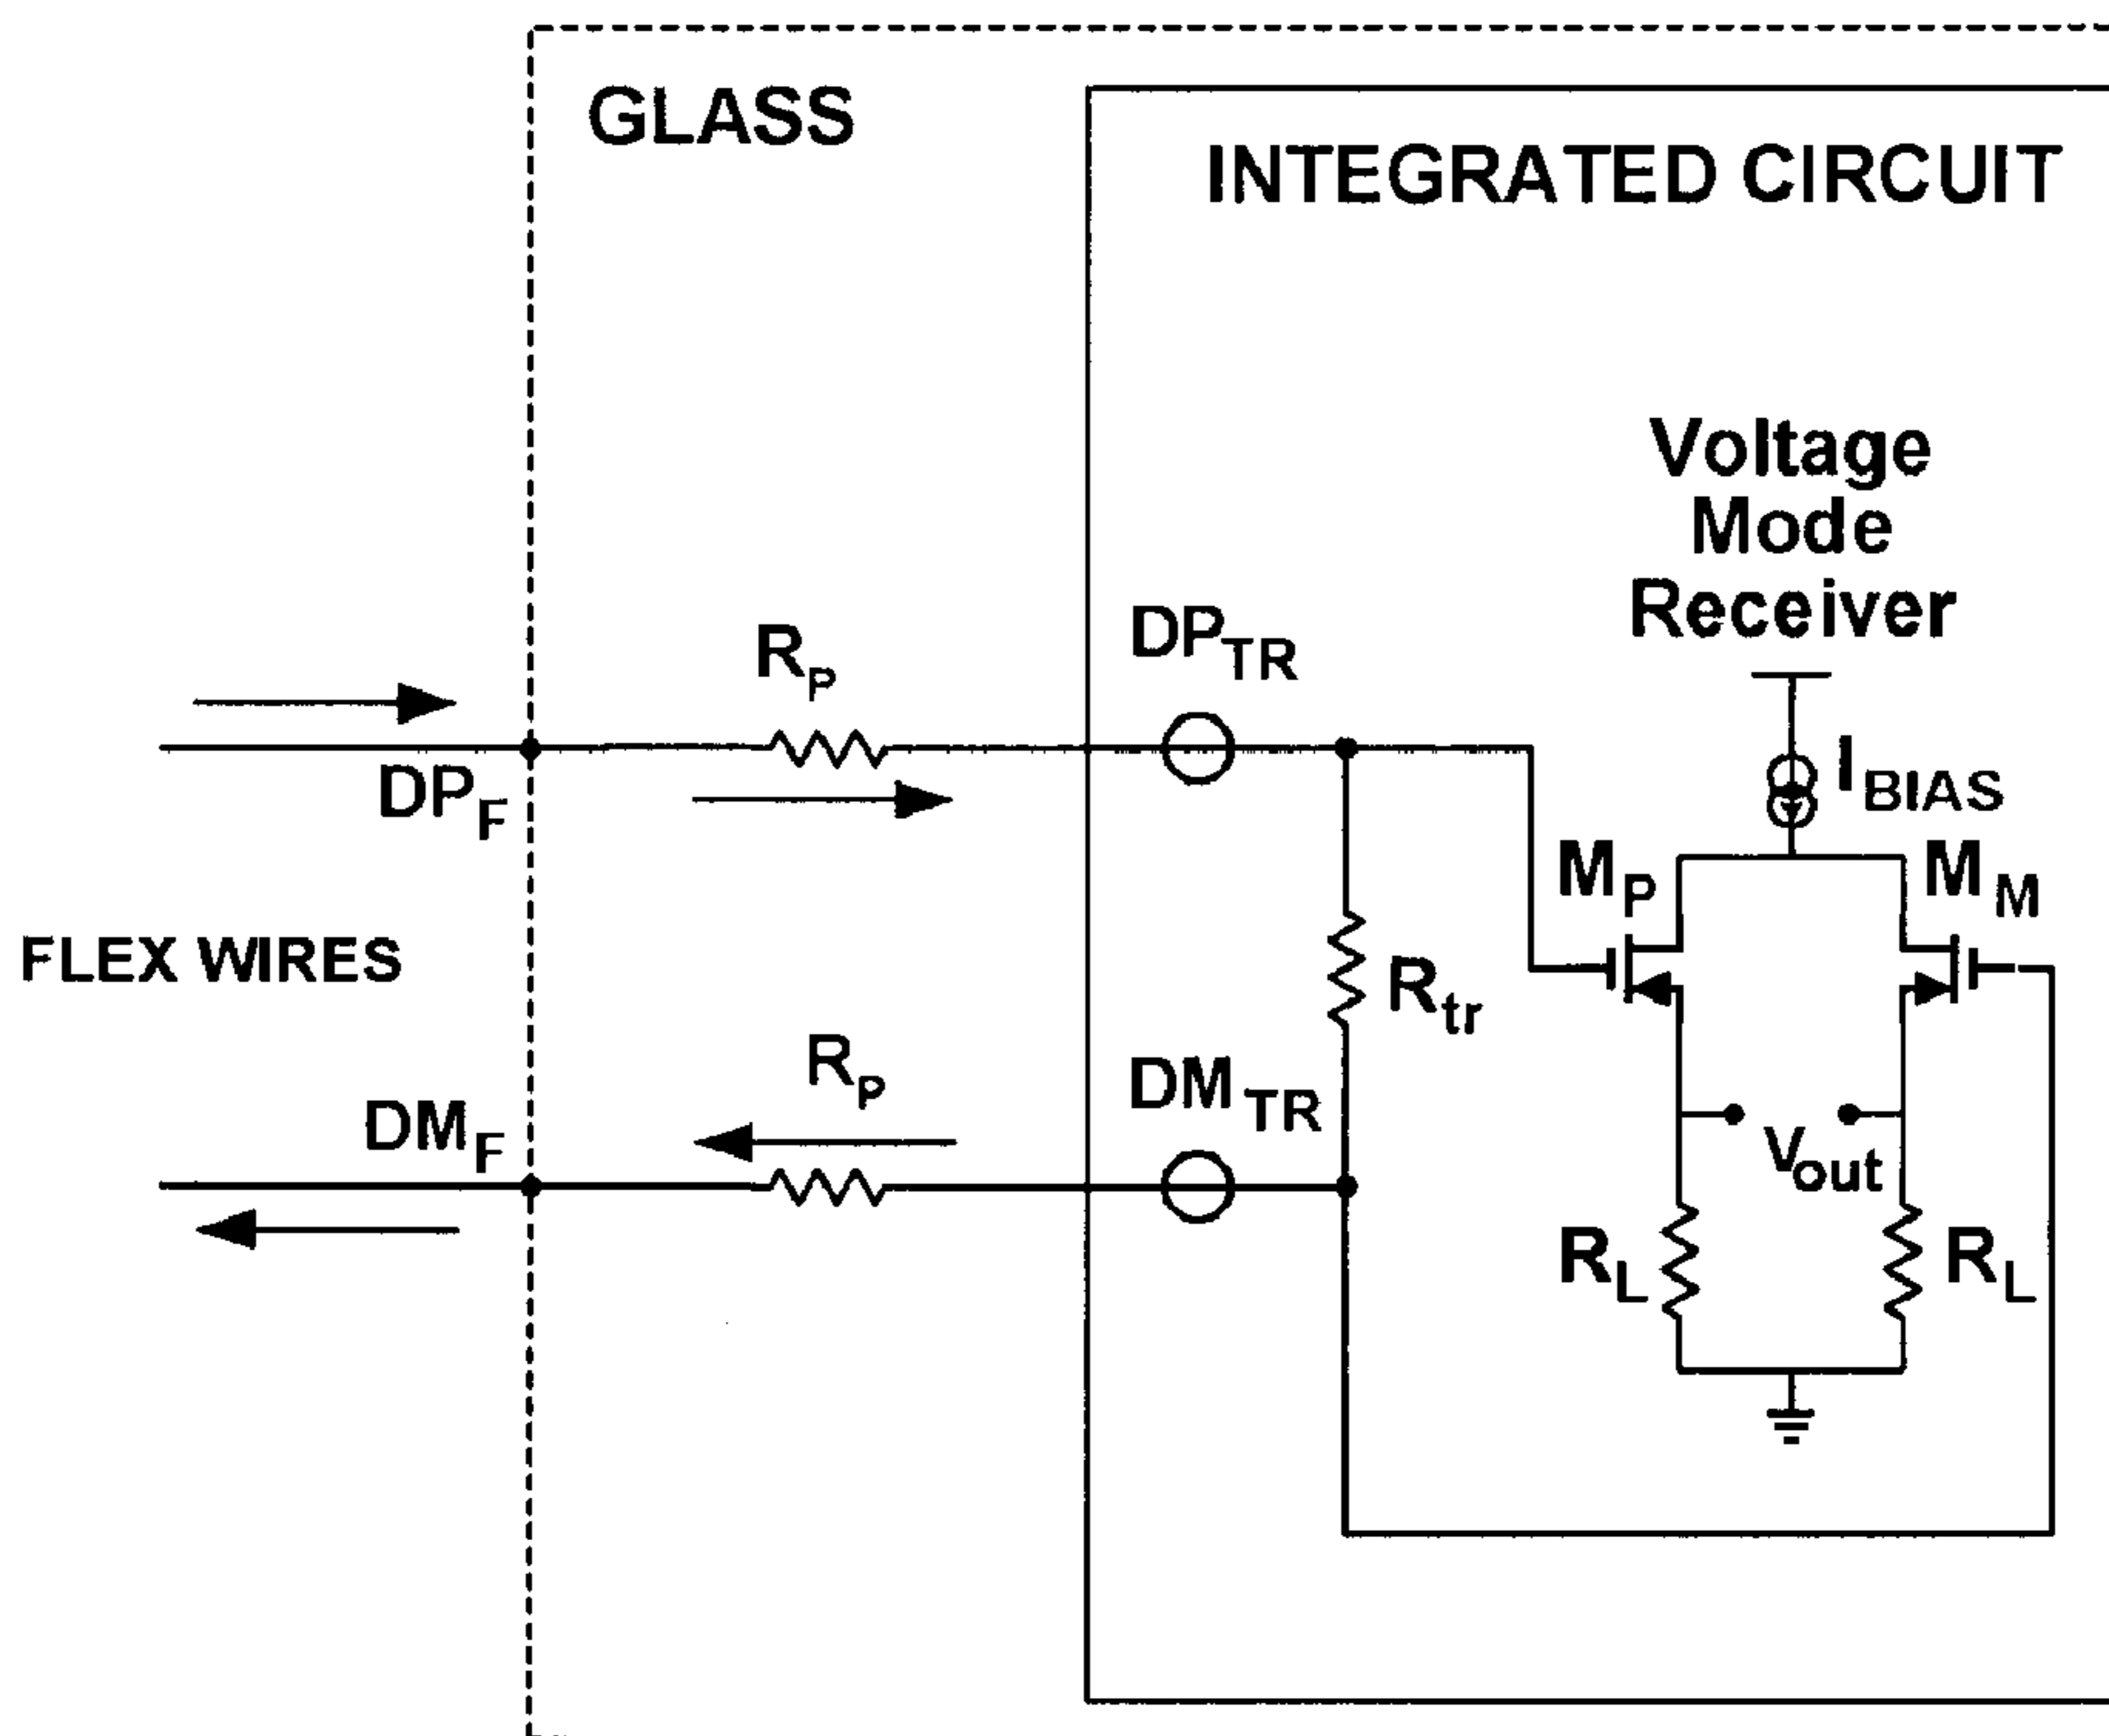 GLASS
INTEGRATED CIRCUIT
Voltage
Mode
Receiver
R_P
DP_TR
DP_F
I_BIAS
M_P
M_M
FLEX WIRES
R_tr
R_P
DM_TR
DM_F
V_out
R_L
R_L